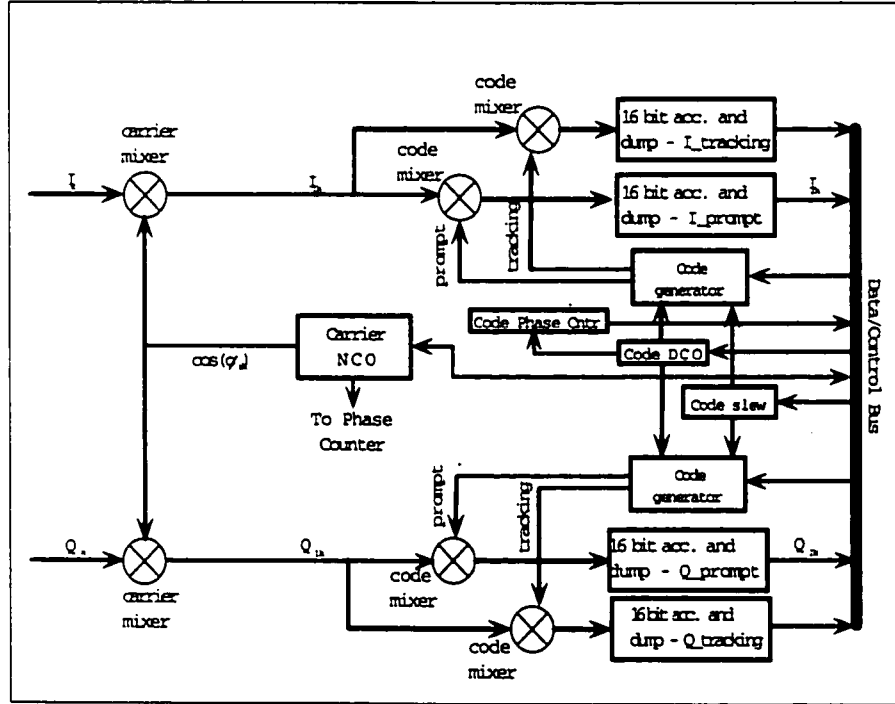 code
mixer
16 bit acc. and
dump - I_tracking
carrier
mixer
code
mixer
16 bit acc. and
dump - I_prompt
prompt
tracking
Code
generator
Code Phase Cntr
Carrier
NCO
Code DCO
To Phase
Counter
Code slew
Data/Control Bus
Code
generator
prompt
tracking
carrier
mixer
code
mixer
16 bit acc. and
dump - Q_prompt
code
mixer
16 bit acc. and
dump - Q_tracking